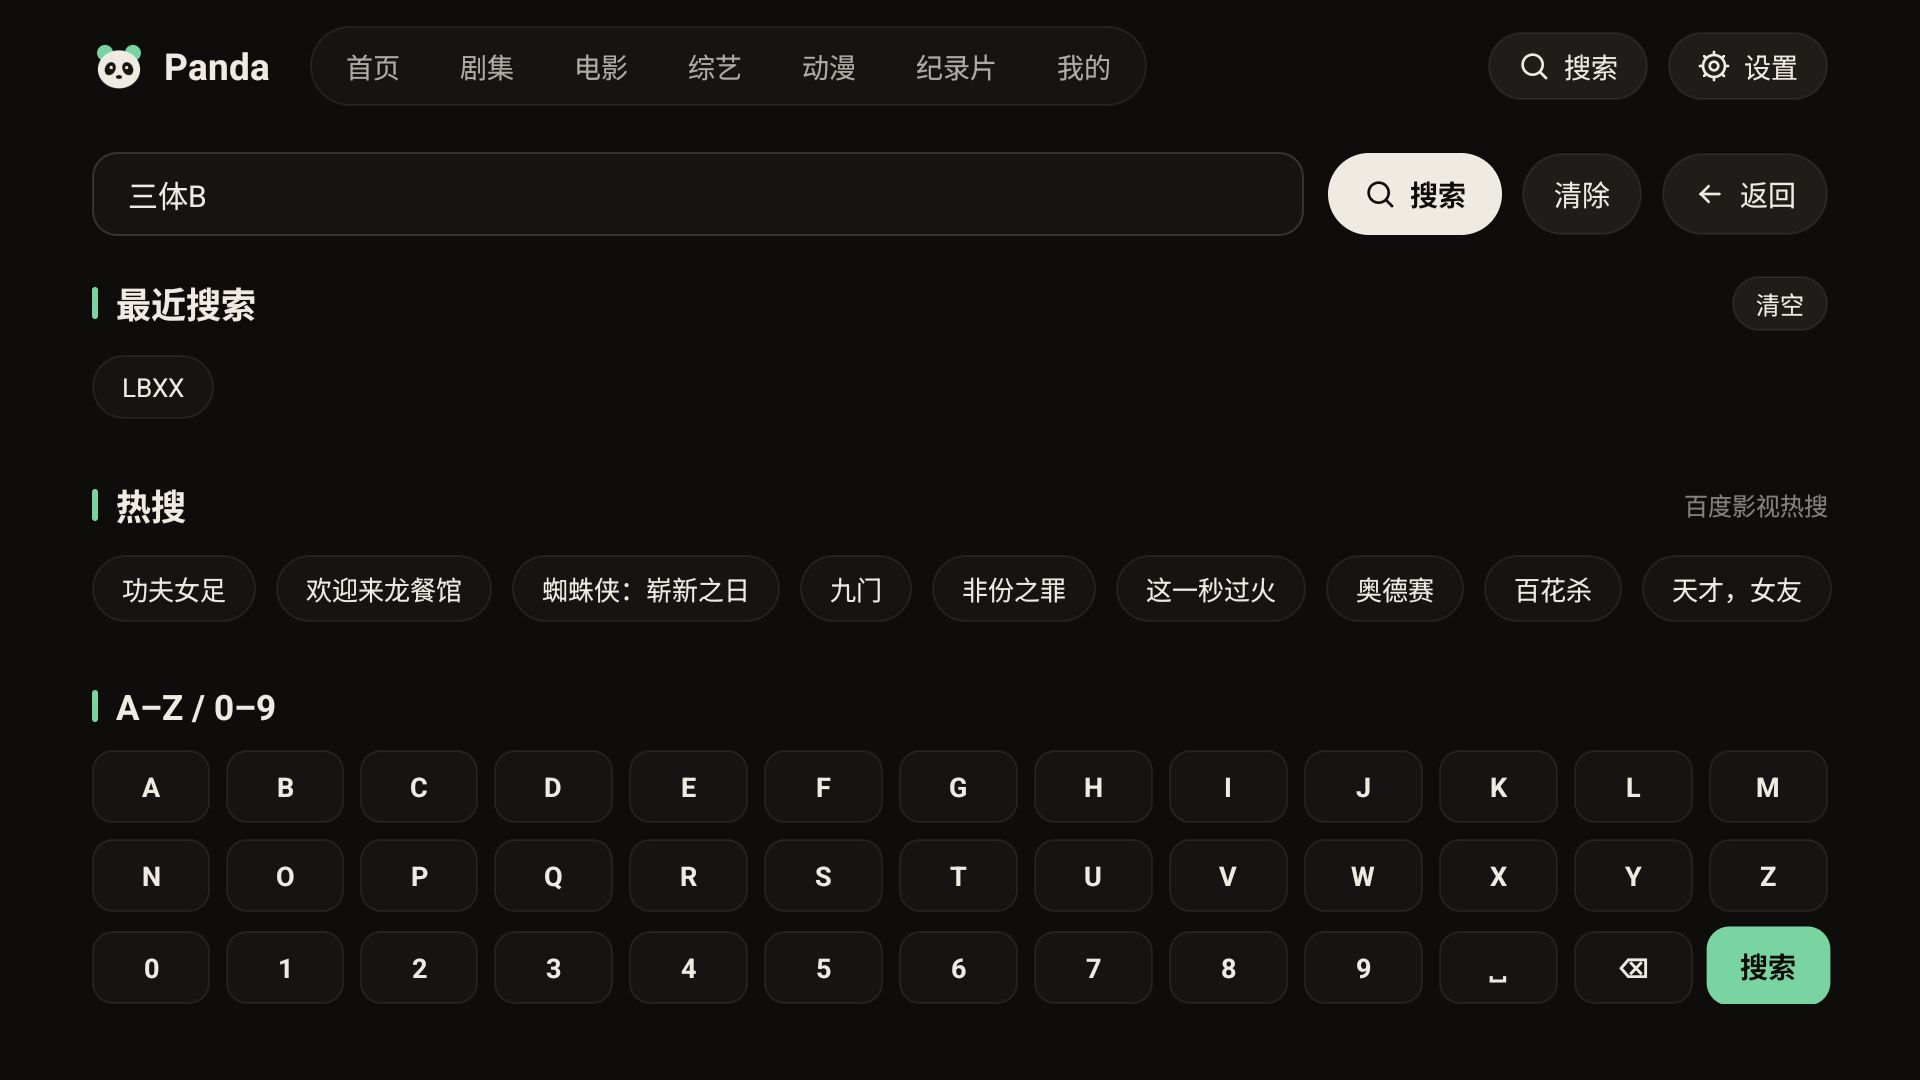 Panda 首页 剧集 电影 综艺 动漫 纪录片 我的 搜索 设置
三体B 搜索 清除 返回
最近搜索 清空
LBXX
热搜 百度影视热搜
功夫女足 欢迎来龙餐馆 蜘蛛侠：崭新之日 九门 非份之罪 这一秒过火 奥德赛 百花杀 天才，女友
A–Z / 0–9
A B C D E F G H I J K L M
N O P Q R S T U V W X Y Z
0 1 2 3 4 5 6 7 8 9 ␣ ⌫ 搜索